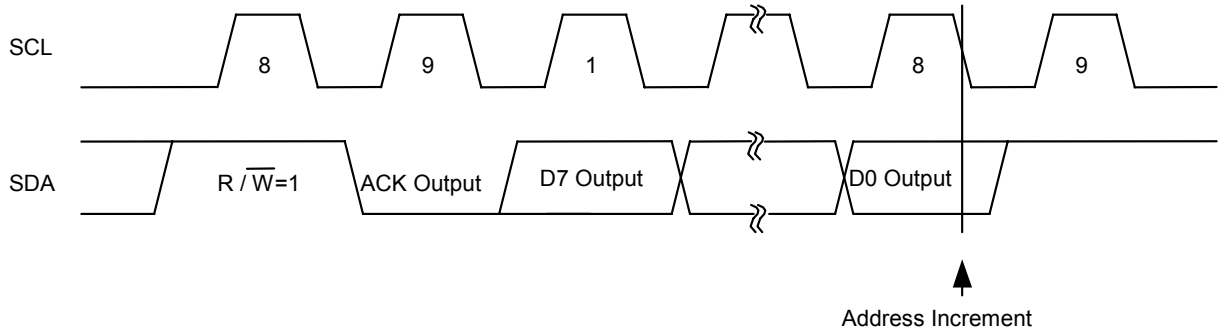 SCL
8
9
1
8
9
SDA
R / W̅=1
ACK Output
D7 Output
D0 Output
Address Increment